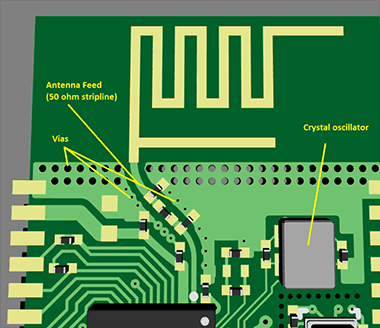 Antenna Feed
(50 ohm stripline)
Vias
Crystal oscillator